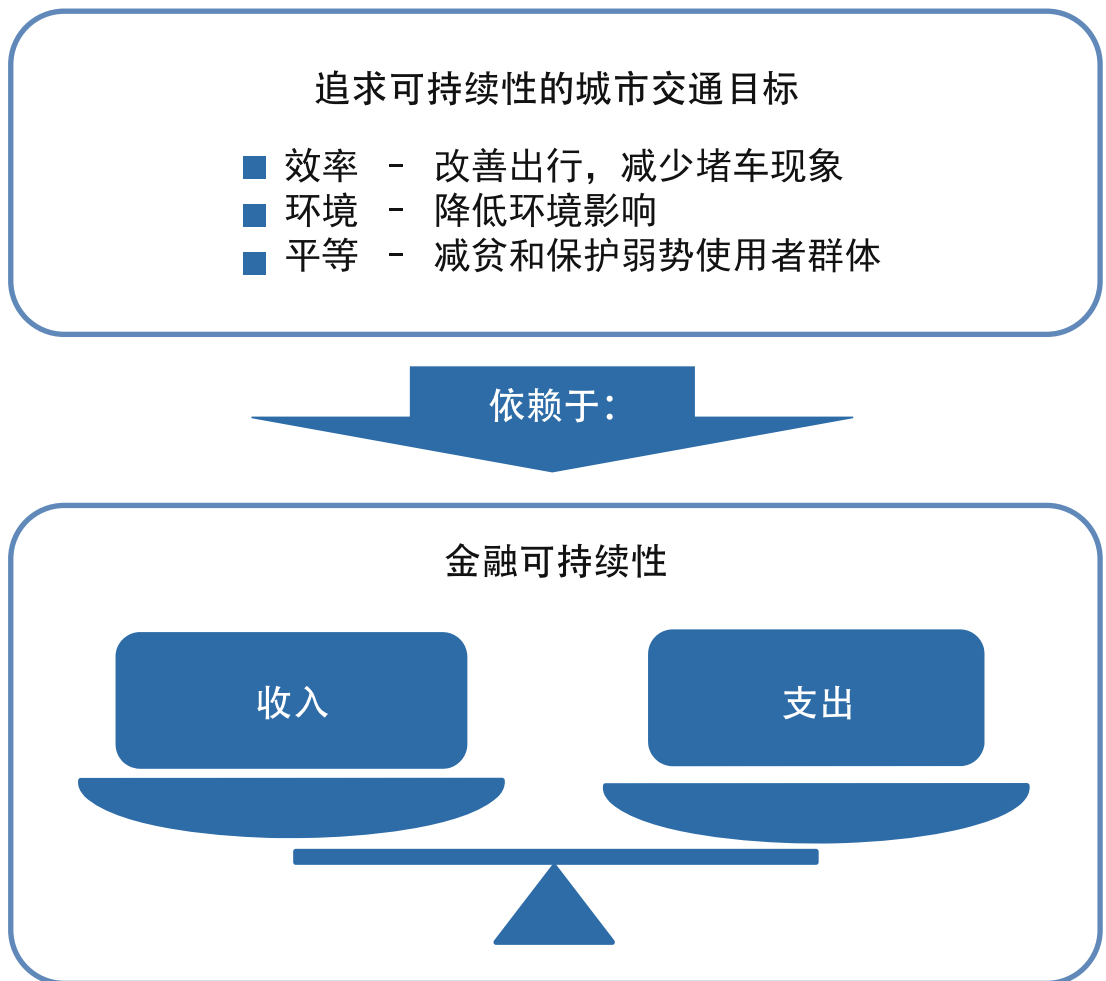 追求可持续性的城市交通目标
效率 - 改善出行，减少堵车现象
环境 - 降低环境影响
平等 - 减贫和保护弱势使用者群体
依赖于：
金融可持续性
收入
支出